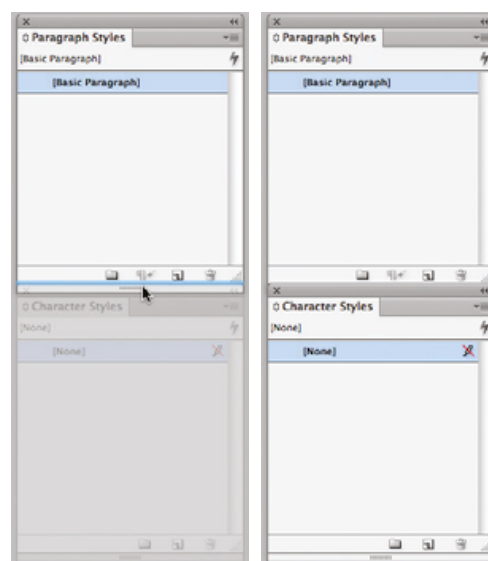 Paragraph Styles
[Basic Paragraph]
[Basic Paragraph]
Character Styles
[None]
[None]
Paragraph Styles
[Basic Paragraph]
[Basic Paragraph]
Character Styles
[None]
[None]